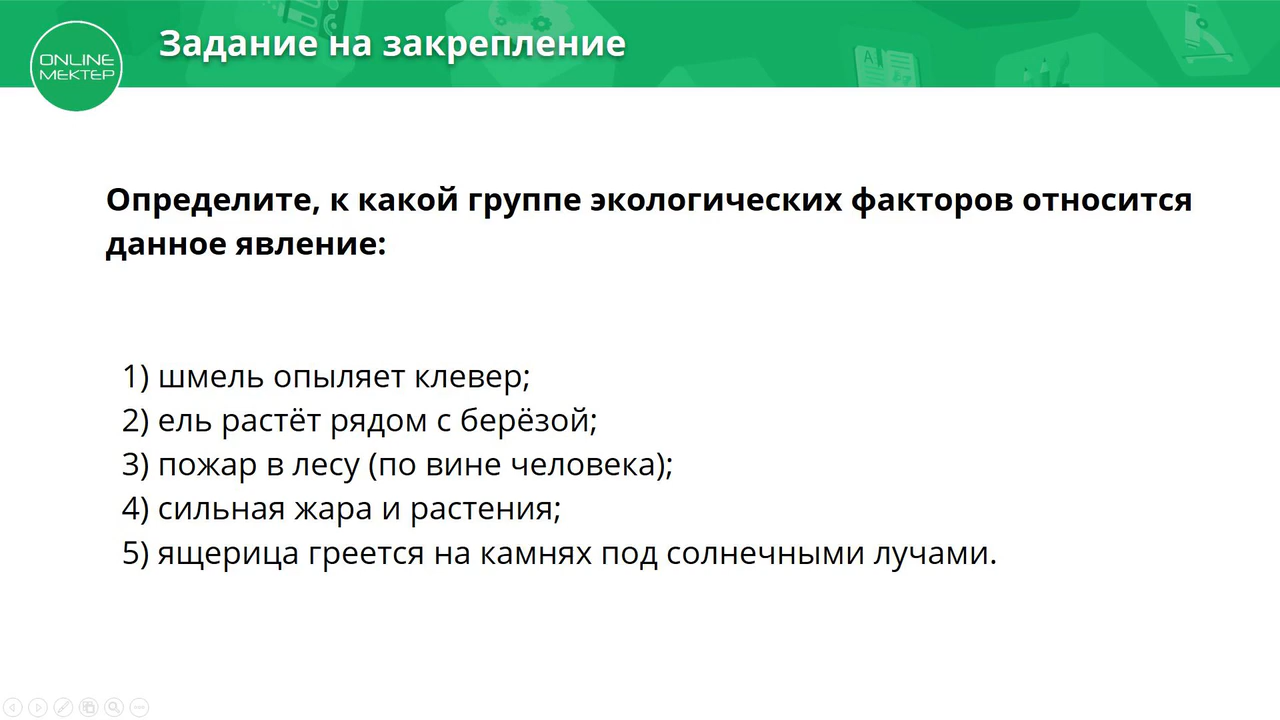 ONLINE
МЕКТЕР
Задание на закрепление
Определите, к какой группе экологических факторов относится
данное явление:
1) шмель опыляет клевер;
2) ель растёт рядом с берёзой;
3) пожар в лесу (по вине человека);
4) сильная жара и растения;
5) ящерица греется на камнях под солнечными лучами.